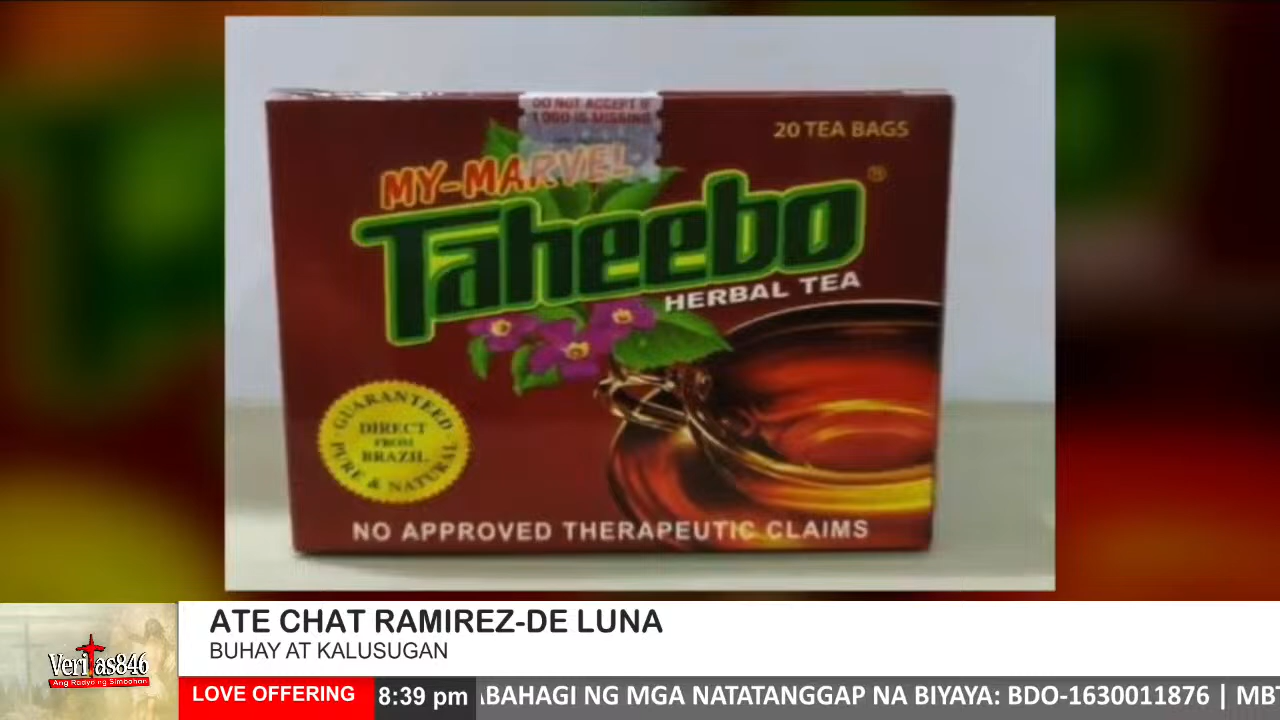 DO NOT ACCEPT IF
LOGO IS MISSING
20 TEA BAGS
MY-MARVEL
Taheebo®
HERBAL TEA
GUARANTEED
DIRECT
FROM
BRAZIL
PURE & NATURAL
NO APPROVED THERAPEUTIC CLAIMS
ATE CHAT RAMIREZ-DE LUNA
BUHAY AT KALUSUGAN
Veritas846
Ang Radyo ng Simbahan
LOVE OFFERING
8:39 pm
ABAHAGI NG MGA NATATANGGAP NA BIYAYA: BDO-1630011876 | MBT